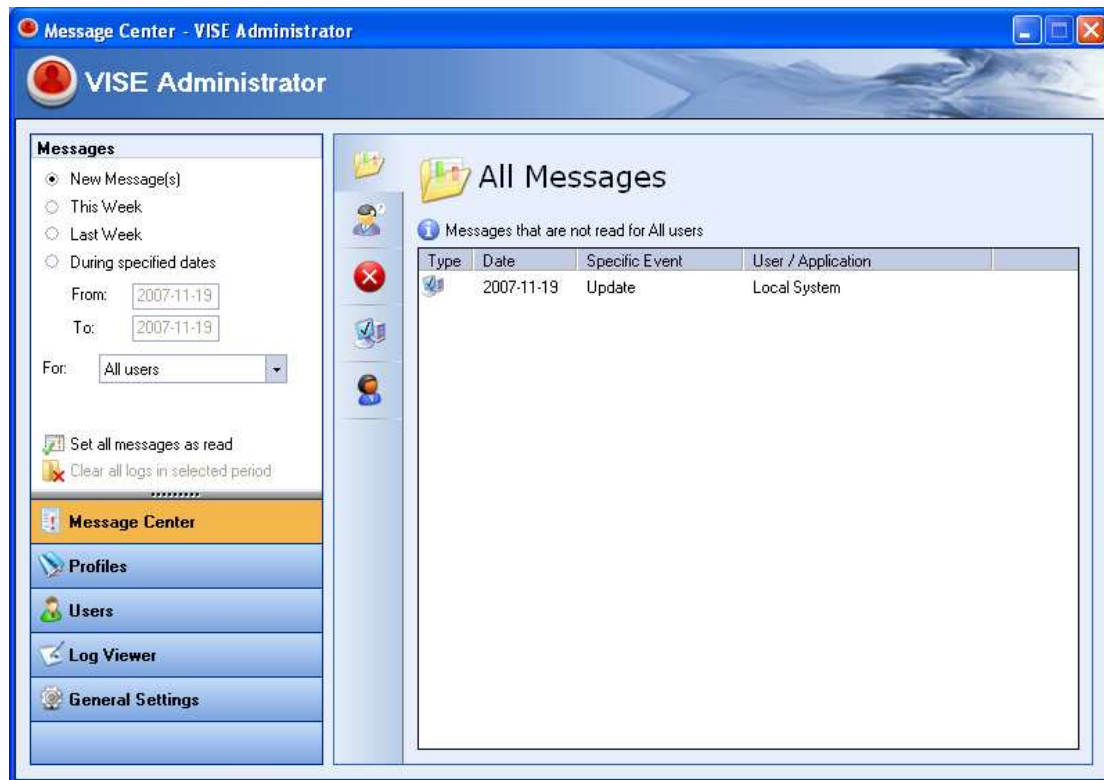 Message Center - VISE Administrator
VISE Administrator
Messages
New Message(s)
This Week
Last Week
During specified dates
From: 2007-11-19
To: 2007-11-19
For: All users
Set all messages as read
Clear all logs in selected period
Message Center
Profiles
Users
Log Viewer
General Settings
All Messages
Messages that are not read for All users
Type Date Specific Event User / Application
2007-11-19 Update Local System